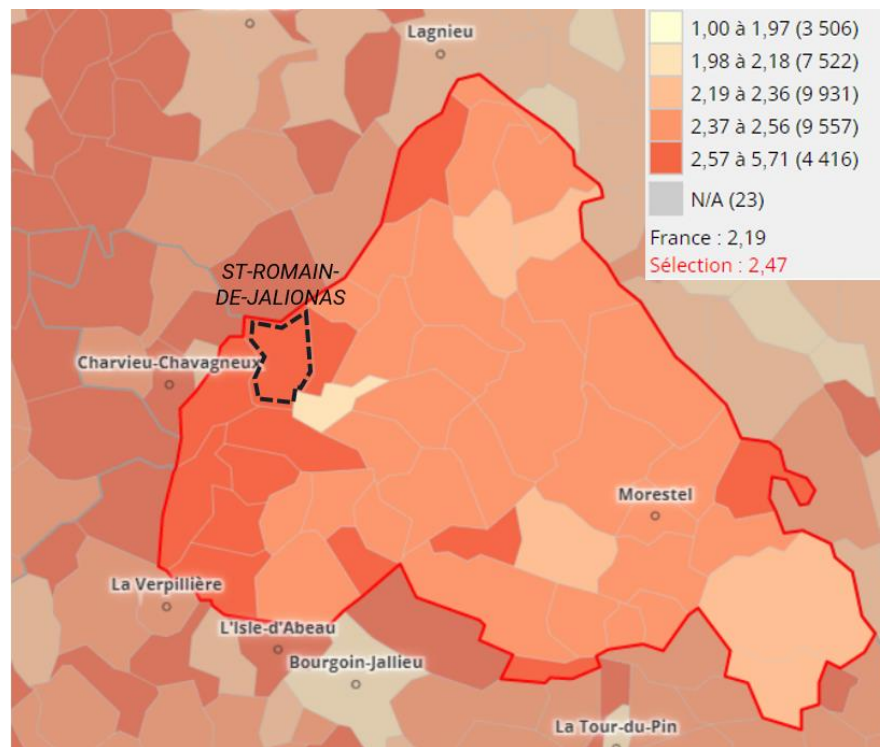 Lagnieu
1,00 à 1,97 (3 506)
1,98 à 2,18 (7 522)
2,19 à 2,36 (9 931)
2,37 à 2,56 (9 557)
2,57 à 5,71 (4 416)
N/A (23)
France : 2,19
Sélection : 2,47
ST-ROMAIN-
DE-JALIONAS
Charvieu-Chavagneux
Morestel
La Verpillière
L'Isle-d'Abeau
Bourgoin-Jallieu
La Tour-du-Pin